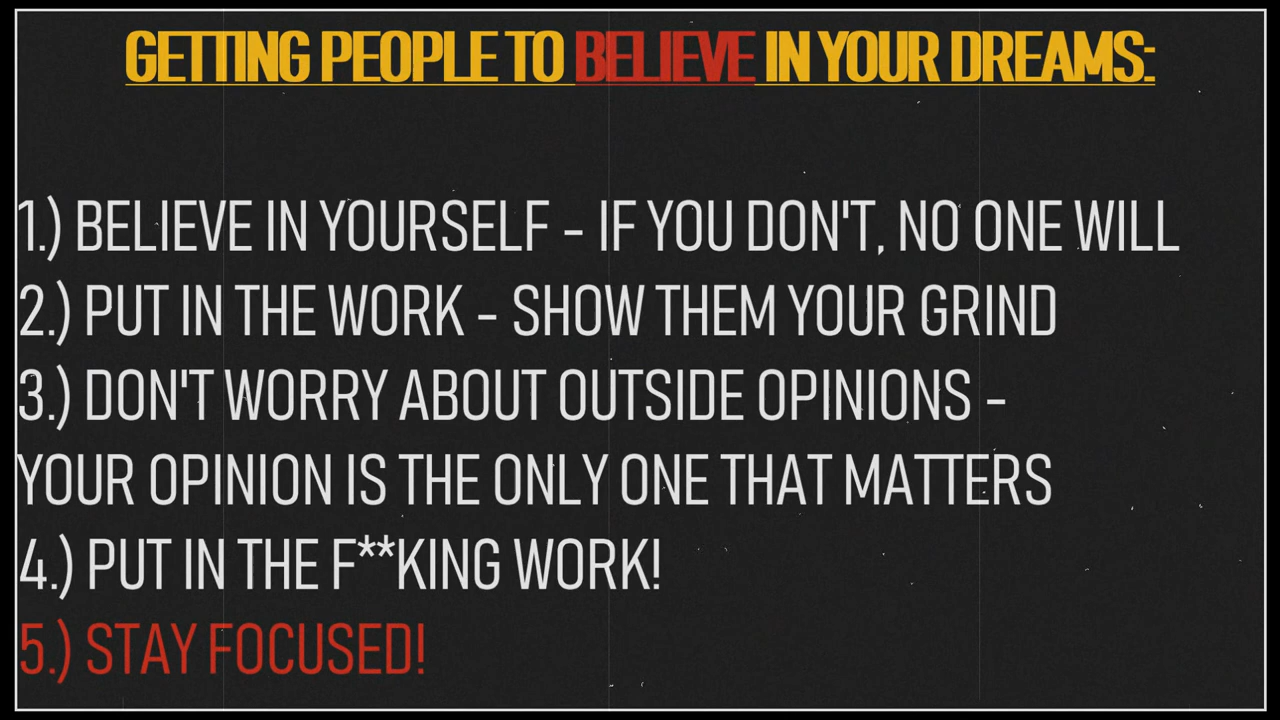 GETTING PEOPLE TO BELIEVE IN YOUR DREAMS:
1.) BELIEVE IN YOURSELF - IF YOU DON'T, NO ONE WILL
2.) PUT IN THE WORK - SHOW THEM YOUR GRIND
3.) DON'T WORRY ABOUT OUTSIDE OPINIONS -
YOUR OPINION IS THE ONLY ONE THAT MATTERS
4.) PUT IN THE F**KING WORK!
5.) STAY FOCUSED!